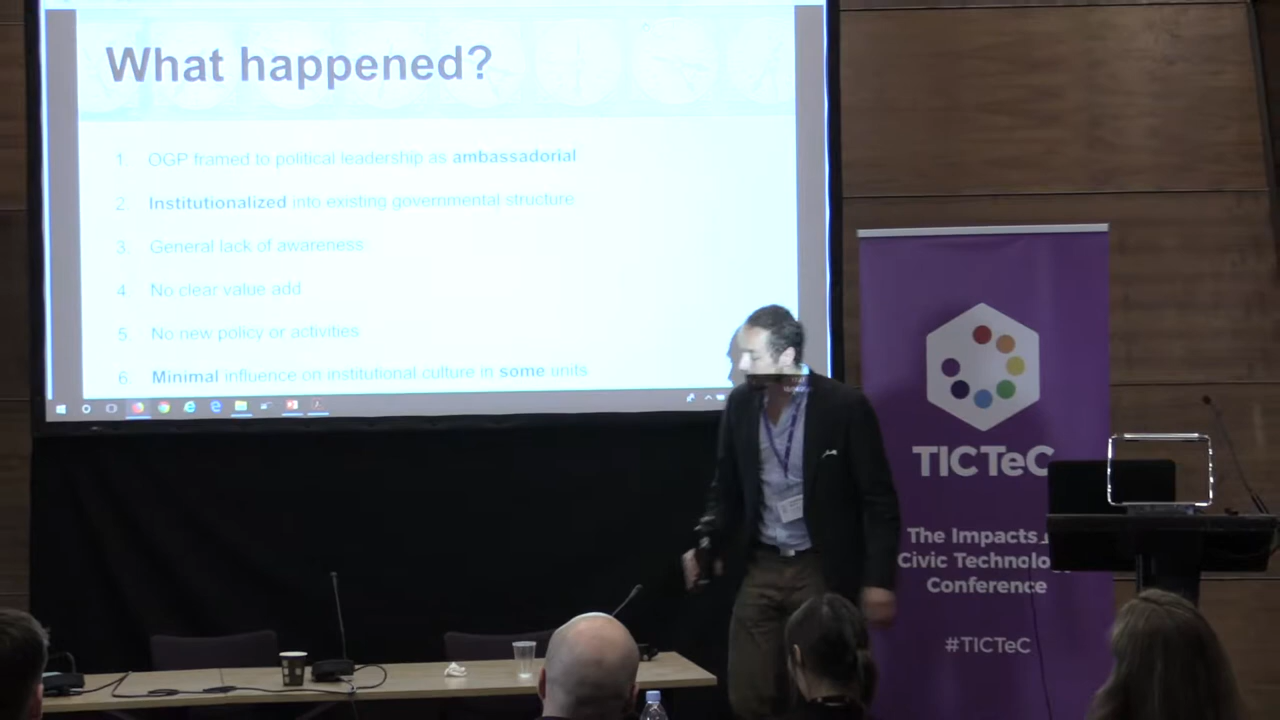 What happened?
1. OGP framed to political leadership as ambassadorial
2. Institutionalized into existing governmental structure
3. General lack of awareness
4. No clear value add
5. No new policy or activities
6. Minimal influence on institutional culture in some units
TICTeC
The Impacts
Civic Technolo
Conference
#TICTeC